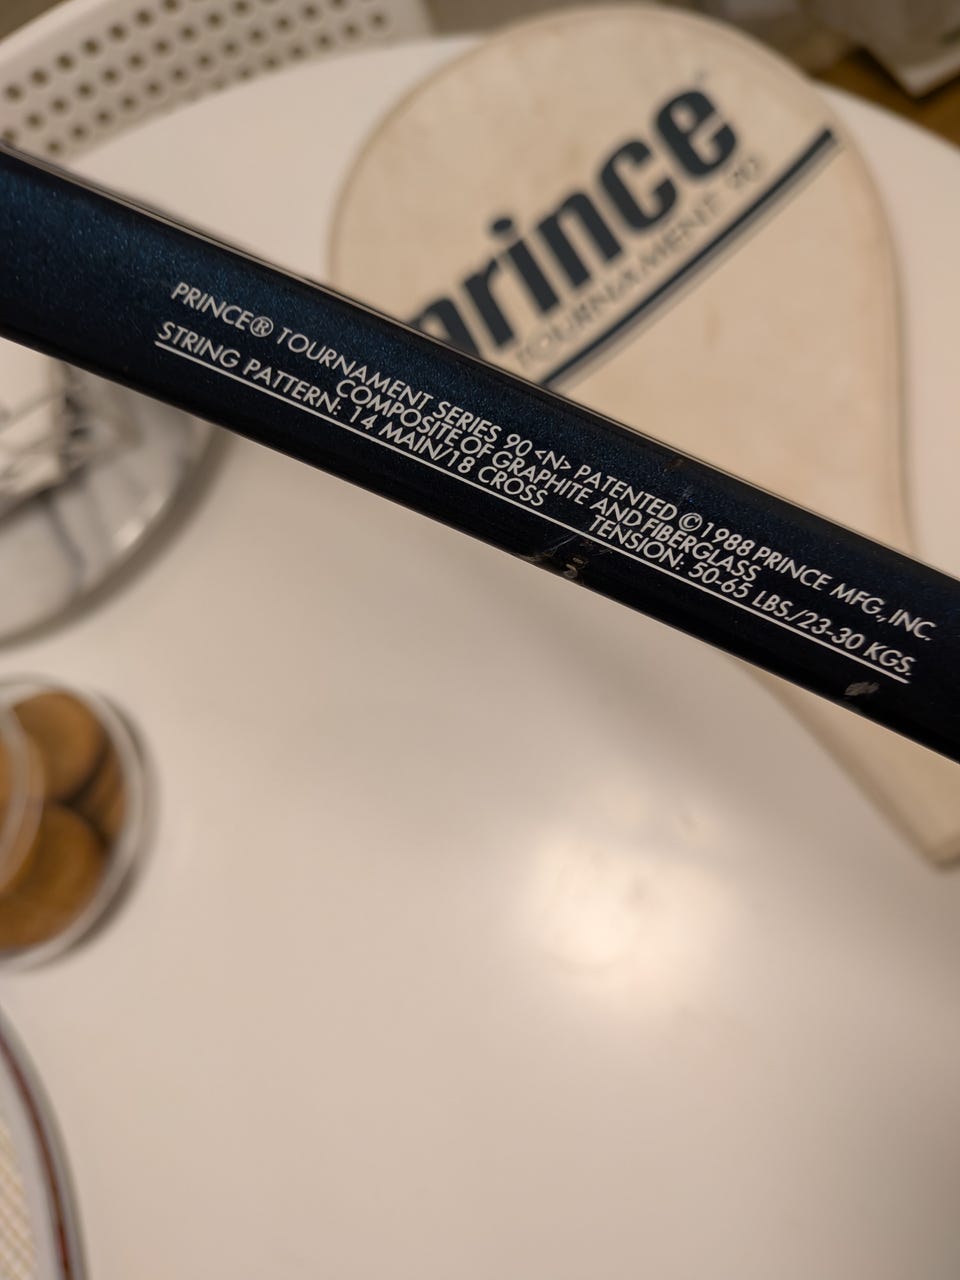 prince
TOURNAMENT 90
PRINCE® TOURNAMENT SERIES 90 <N> PATENTED ©1988 PRINCE MFG., INC.
COMPOSITE OF GRAPHITE AND FIBERGLASS
STRING PATTERN: 14 MAIN/18 CROSS TENSION: 50-65 LBS./23-30 KGS.